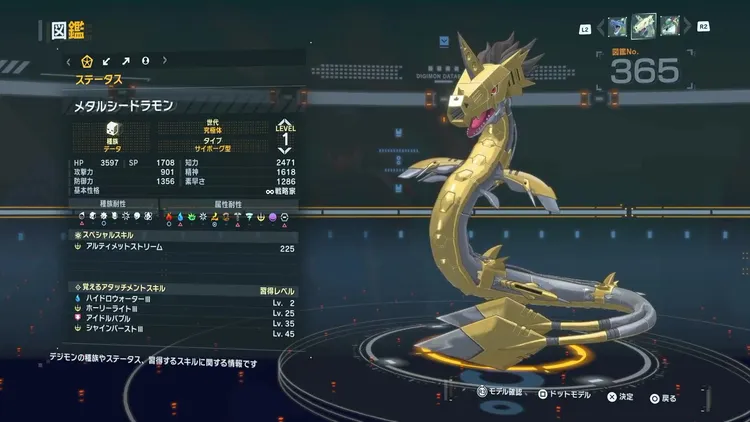 図鑑
L2
R2
図鑑No.
365
ステータス
メタルシードラモン
種族
データ
世代
究極体
タイプ
サイボーグ型
LEVEL
1
HP 3597 SP 1708 知力 2471
攻撃力 901 精神 1618
防御力 1356 素早さ 1286
基本性格 戦略家
種族耐性 属性耐性
スペシャルスキル
アルティメットストリーム 225
覚えるアタッチメントスキル 習得レベル
ハイドロウォーターⅢ Lv. 2
ホーリーライトⅢ Lv. 25
アイドルバブル Lv. 35
シャインバーストⅢ Lv. 45
デジモンの種族やステータス、習得するスキルに関する情報です
モデル確認 ドットモデル 決定 戻る